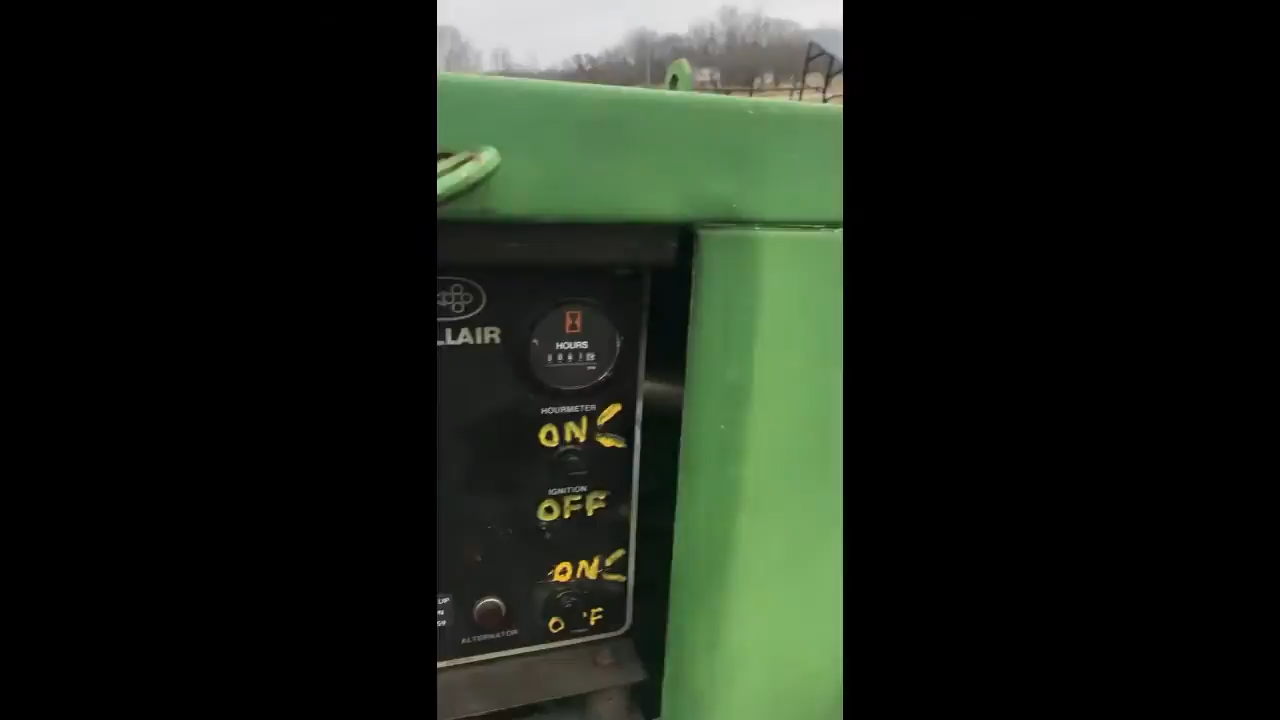 LLAIR
HOURS
HOURMETER
ON
IGNITION
OFF
ON
ALTERNATOR